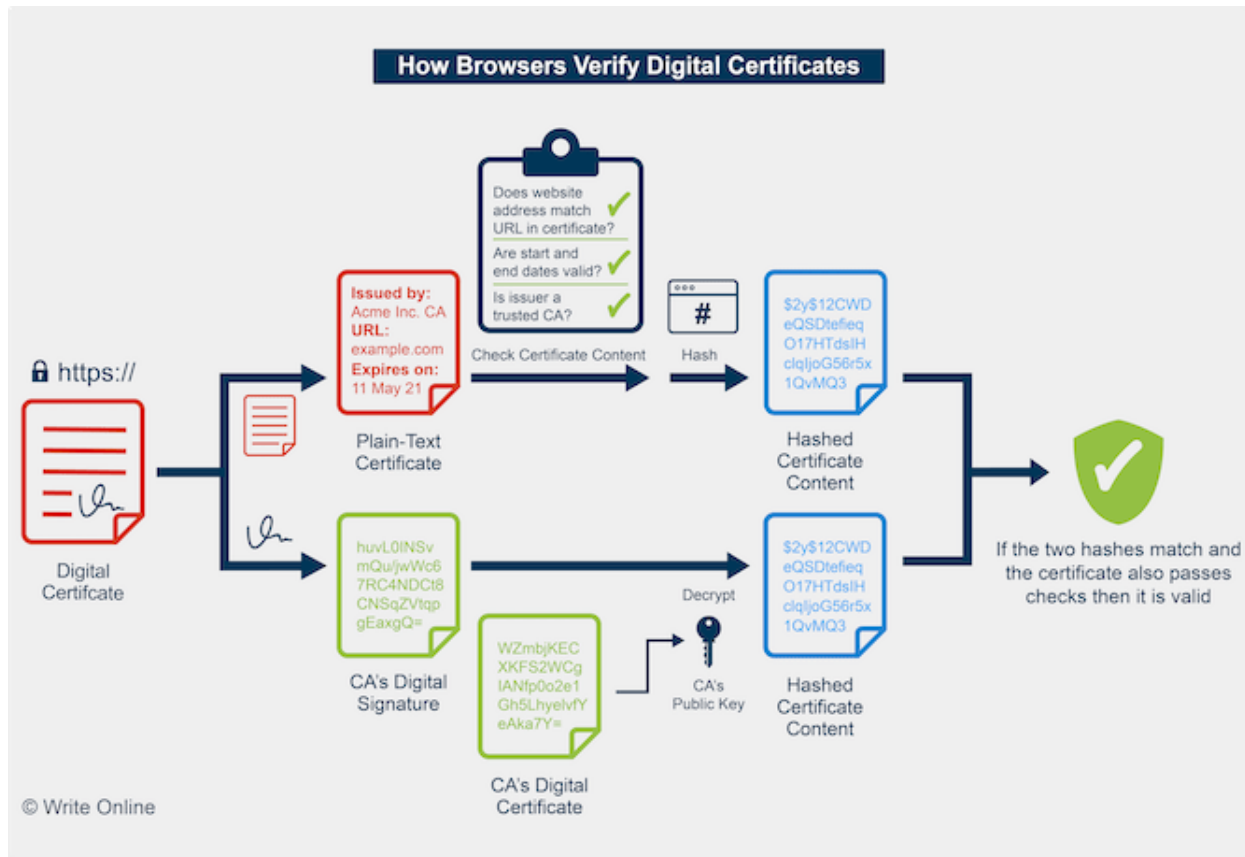 How Browsers Verify Digital Certificates
Does website
address match
URL in certificate?
Are start and
end dates valid?
Is issuer a
trusted CA?
https://
Digital
Certifcate
Issued by:
Acme Inc. CA
URL:
example.com
Expires on:
11 May 21
Plain-Text
Certificate
Check Certificate Content
#
Hash
$2y$12CWD
eQSDtefieq
O17HTdslH
clqIjoG56r5x
1QvMQ3
Hashed
Certificate
Content
huvL0INSv
mQu/jwWc6
7RC4NDCt8
CNSqZVtqp
gEaxgQ=
CA's Digital
Signature
WZmbjKEC
XKFS2WCg
IANfp0o2e1
Gh5LhyelvfY
eAka7Y=
CA's Digital
Certificate
Decrypt
CA's
Public Key
$2y$12CWD
eQSDtefieq
O17HTdslH
clqIjoG56r5x
1QvMQ3
Hashed
Certificate
Content
If the two hashes match and
the certificate also passes
checks then it is valid
© Write Online